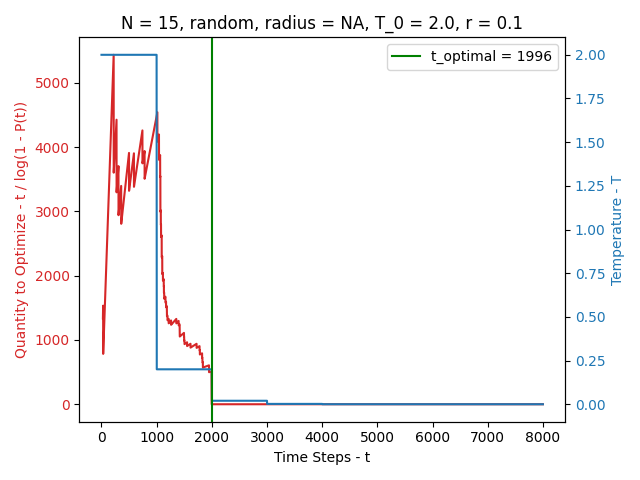 N = 15, random, radius = NA, T_0 = 2.0, r = 0.1
t_optimal = 1996
Quantity to Optimize - t / log(1 - P(t))
5000
4000
3000
2000
1000
0
2.00
1.75
1.50
1.25
1.00
0.75
0.50
0.25
0.00
Temperature - T
0 1000 2000 3000 4000 5000 6000 7000 8000
Time Steps - t